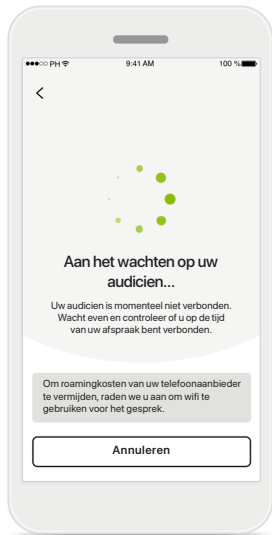 PH 9:41 AM 100 %
Aan het wachten op uw
audicien...
Uw audicien is momenteel niet verbonden.
Wacht even en controleer of u op de tijd
van uw afspraak bent verbonden.
Om roamingkosten van uw telefoonaanbieder
te vermijden, raden we u aan om wifi te
gebruiken voor het gesprek.
Annuleren